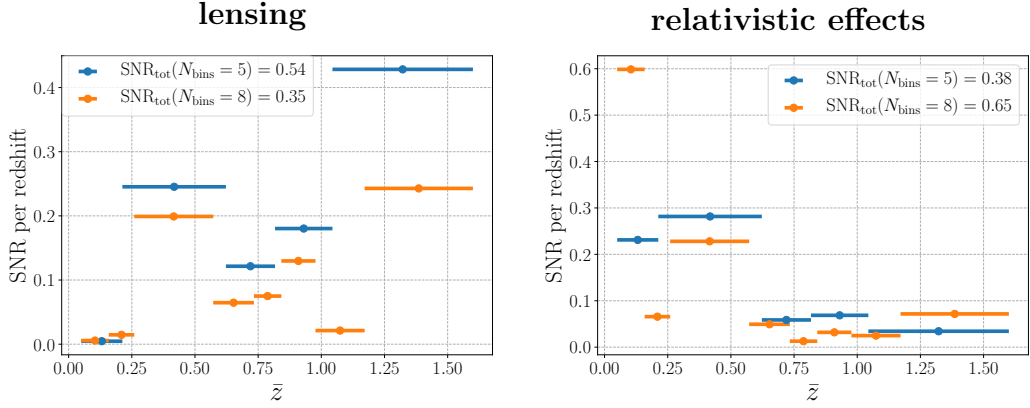 lensing
SNR_tot(N_bins = 5) = 0.54
SNR_tot(N_bins = 8) = 0.35
SNR per redshift
0.4
0.3
0.2
0.1
0.0
0.00 0.25 0.50 0.75 1.00 1.25 1.50
z̄
relativistic effects
SNR_tot(N_bins = 5) = 0.38
SNR_tot(N_bins = 8) = 0.65
SNR per redshift
0.6
0.5
0.4
0.3
0.2
0.1
0.0
0.00 0.25 0.50 0.75 1.00 1.25 1.50
z̄